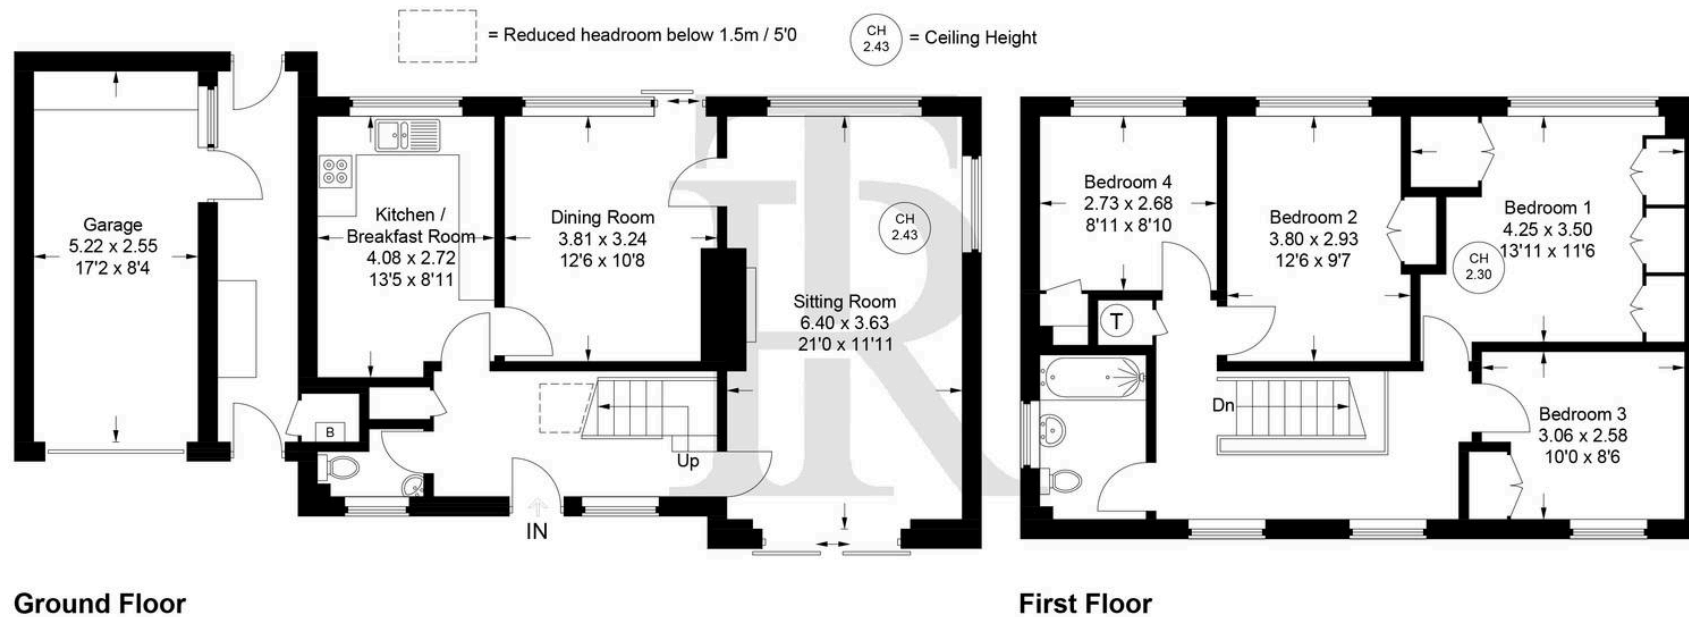 = Reduced headroom below 1.5m / 5'0
CH
2.43
= Ceiling Height
Garage
5.22 x 2.55
17'2 x 8'4
Kitchen /
Breakfast Room
4.08 x 2.72
13'5 x 8'11
Dining Room
3.81 x 3.24
12'6 x 10'8
CH
2.43
Sitting Room
6.40 x 3.63
21'0 x 11'11
B
Up
IN
Bedroom 4
2.73 x 2.68
8'11 x 8'10
Bedroom 2
3.80 x 2.93
12'6 x 9'7
Bedroom 1
4.25 x 3.50
13'11 x 11'6
CH
2.30
T
Dn
Bedroom 3
3.06 x 2.58
10'0 x 8'6
Ground Floor
First Floor